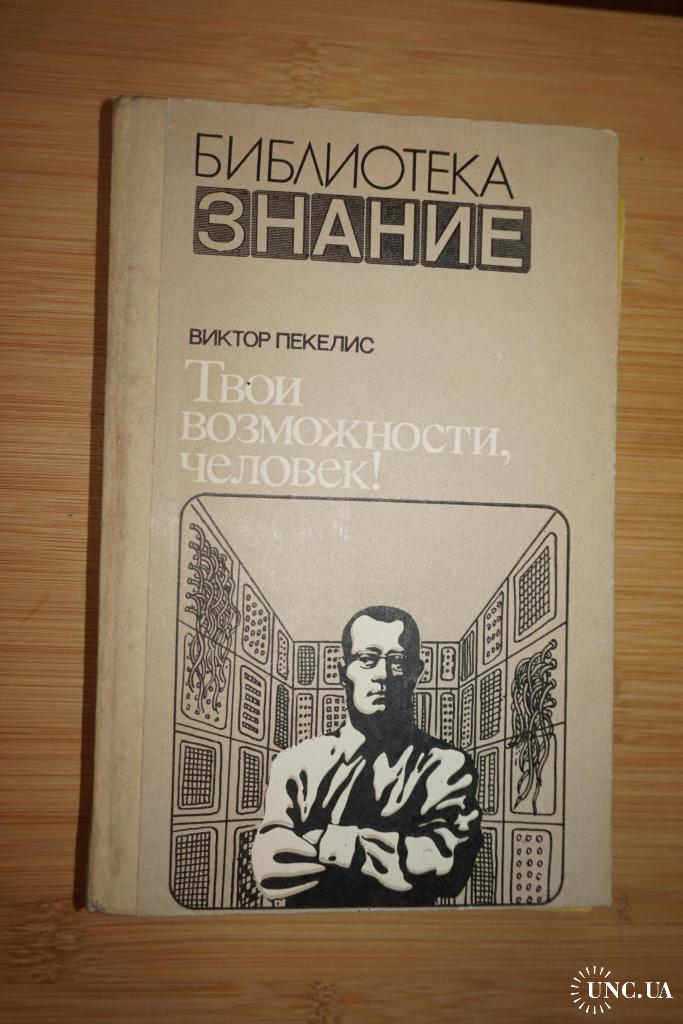 БИБЛИОТЕКА
ЗНАНИЕ
ВИКТОР ПЕКЕЛИС
Твои
возможности,
человек!
UNC.UA